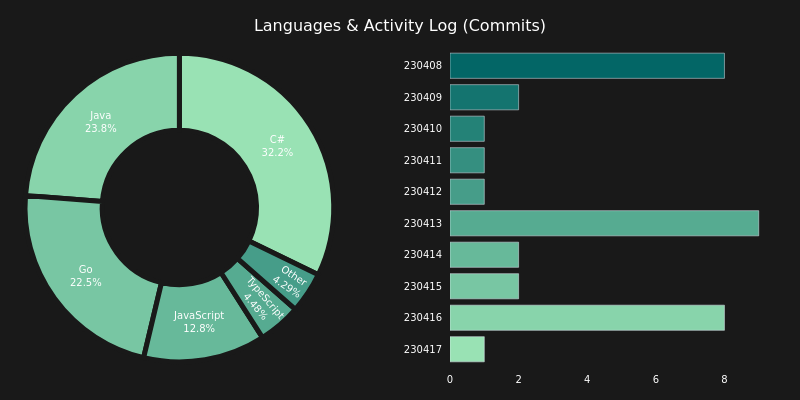 Languages & Activity Log (Commits)
C#
32.2%
Java
23.8%
Go
22.5%
JavaScript
12.8%
TypeScript
4.48%
Other
4.29%
230408
230409
230410
230411
230412
230413
230414
230415
230416
230417
0 2 4 6 8